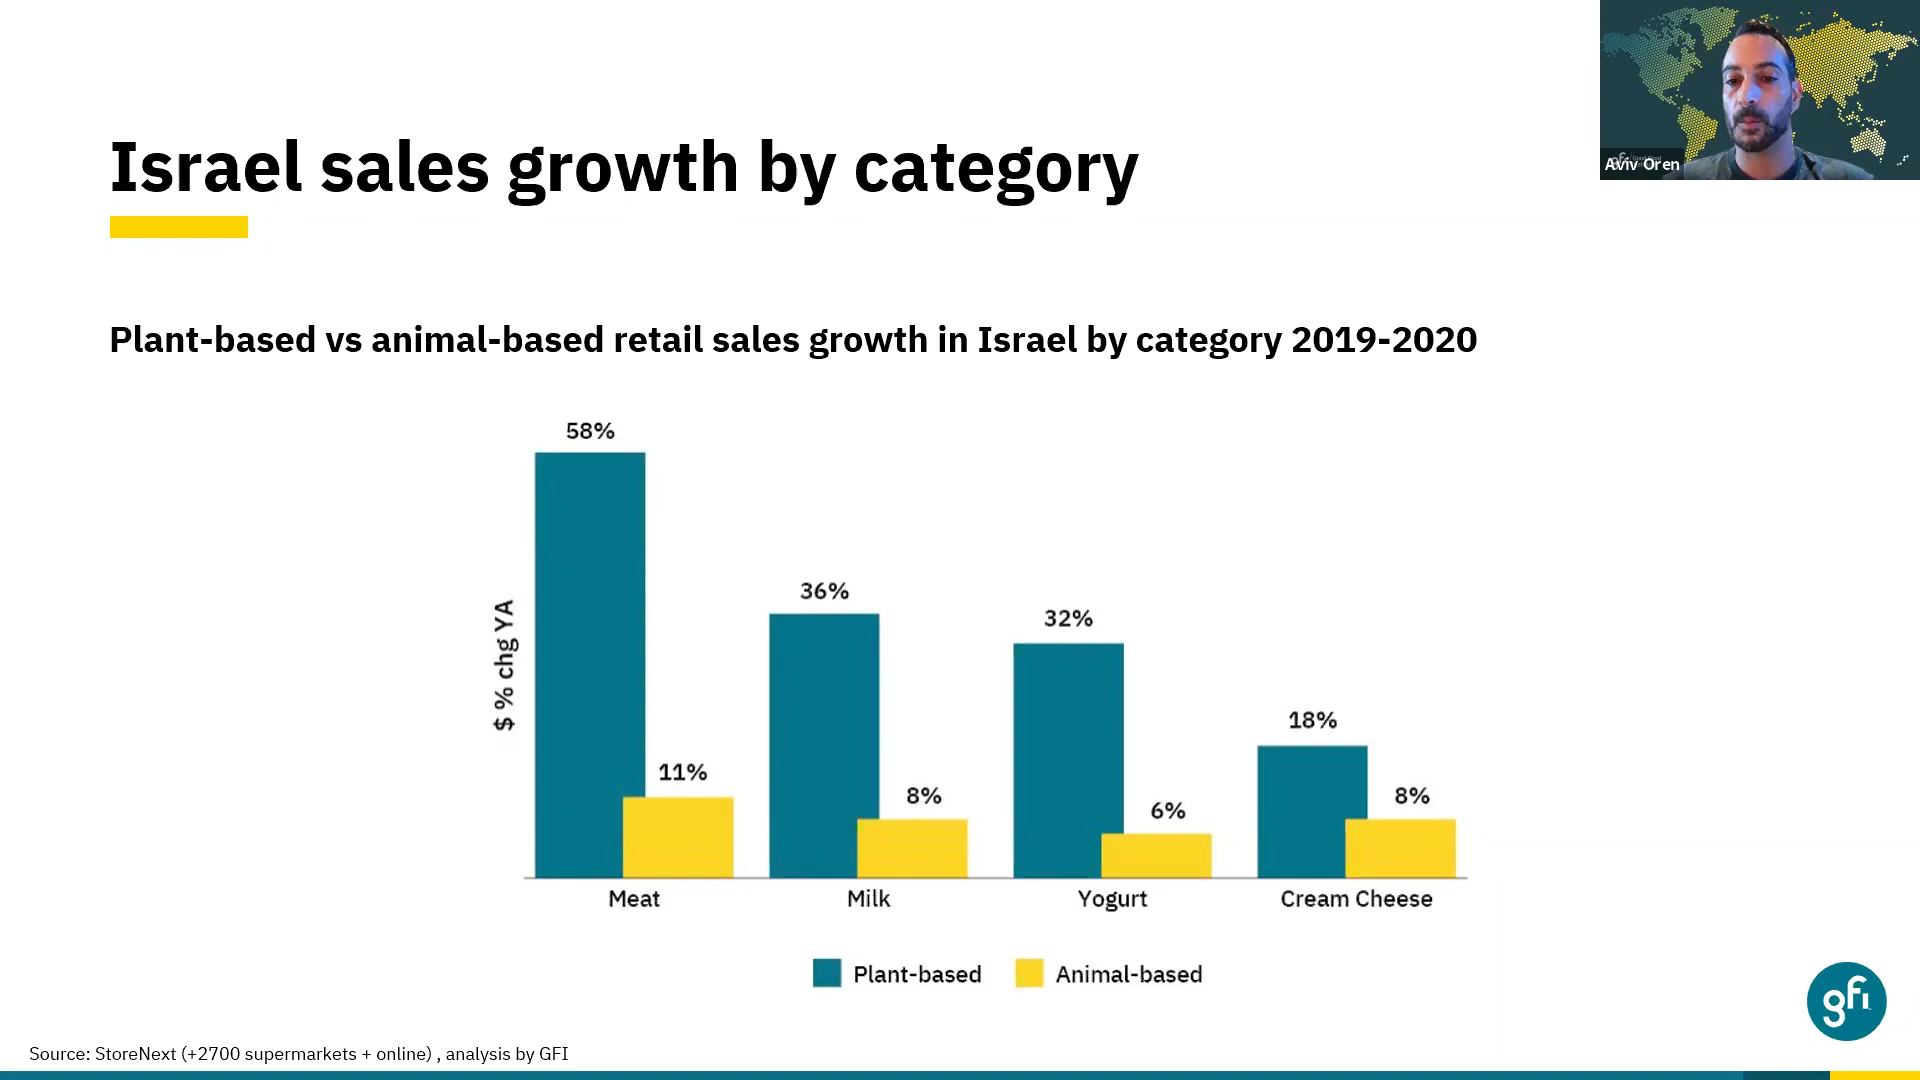 Israel sales growth by category
Aviv Oren
Plant-based vs animal-based retail sales growth in Israel by category 2019-2020
$ % chg YA
58%
11%
36%
8%
32%
6%
18%
8%
Meat
Milk
Yogurt
Cream Cheese
Plant-based
Animal-based
gfi
Source: StoreNext (+2700 supermarkets + online) , analysis by GFI